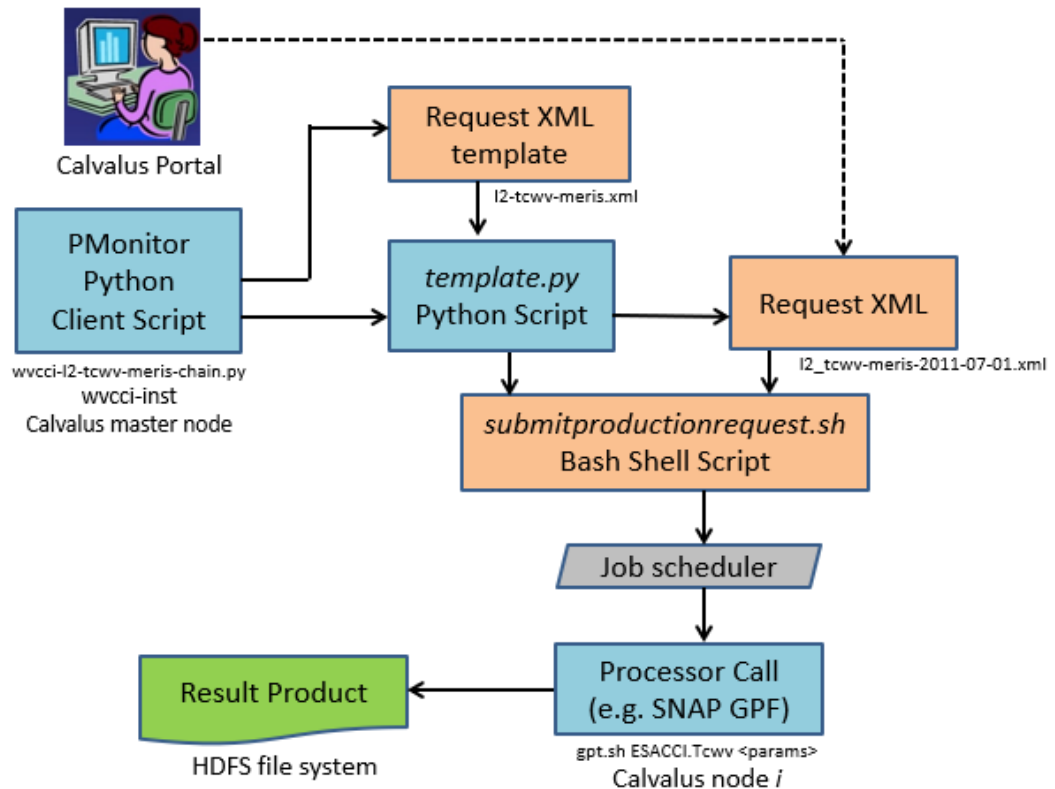 Calvalus Portal
Request XML
template
l2-tcwv-meris.xml
PMonitor
Python
Client Script
wvcci-l2-tcwv-meris-chain.py
wvcci-inst
Calvalus master node
template.py
Python Script
Request XML
l2_tcwv-meris-2011-07-01.xml
submitproductionrequest.sh
Bash Shell Script
Job scheduler
Processor Call
(e.g. SNAP GPF)
gpt.sh ESACCI.Tcwv <params>
Calvalus node i
Result Product
HDFS file system